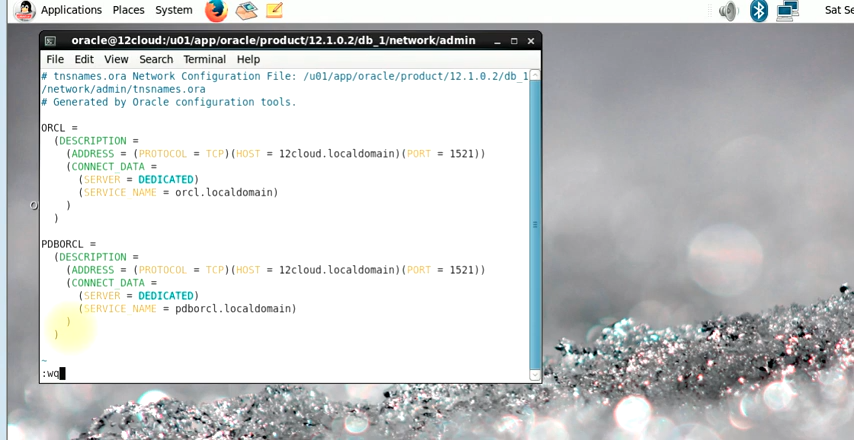 Applications Places System
Sat Se
oracle@12cloud:/u01/app/oracle/product/12.1.0.2/db_1/network/admin
File Edit View Search Terminal Help
# tnsnames.ora Network Configuration File: /u01/app/oracle/product/12.1.0.2/db_1
/network/admin/tnsnames.ora
# Generated by Oracle configuration tools.
ORCL =
(DESCRIPTION =
(ADDRESS = (PROTOCOL = TCP)(HOST = 12cloud.localdomain)(PORT = 1521))
(CONNECT_DATA =
(SERVER = DEDICATED)
(SERVICE_NAME = orcl.localdomain)
)
)
PDBORCL =
(DESCRIPTION =
(ADDRESS = (PROTOCOL = TCP)(HOST = 12cloud.localdomain)(PORT = 1521))
(CONNECT_DATA =
(SERVER = DEDICATED)
(SERVICE_NAME = pdborcl.localdomain)
)
)
~
:wq